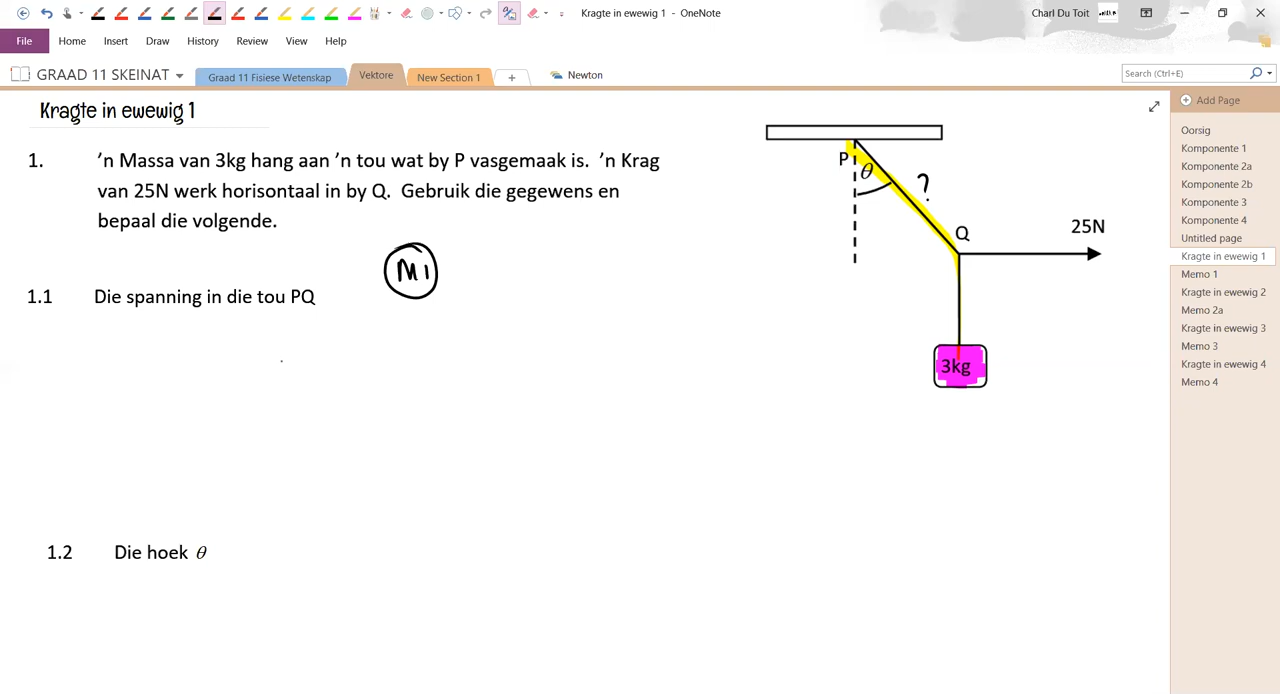 Kragte in ewewig 1 - OneNote
Charl Du Toit
File Home Insert Draw History Review View Help
GRAAD 11 SKEINAT
Graad 11 Fisiese Wetenskap
Vektore
New Section 1
+
Newton
Search (Ctrl+E)
Kragte in ewewig 1
1. 'n Massa van 3kg hang aan 'n tou wat by P vasgemaak is. 'n Krag
van 25N werk horisontaal in by Q. Gebruik die gegewens en
bepaal die volgende.
M1
1.1 Die spanning in die tou PQ
1.2 Die hoek θ
P
θ
?
Q
25N
3kg
Add Page
Oorsig
Komponente 1
Komponente 2a
Komponente 2b
Komponente 3
Komponente 4
Untitled page
Kragte in ewewig 1
Memo 1
Kragte in ewewig 2
Memo 2a
Kragte in ewewig 3
Memo 3
Kragte in ewewig 4
Memo 4